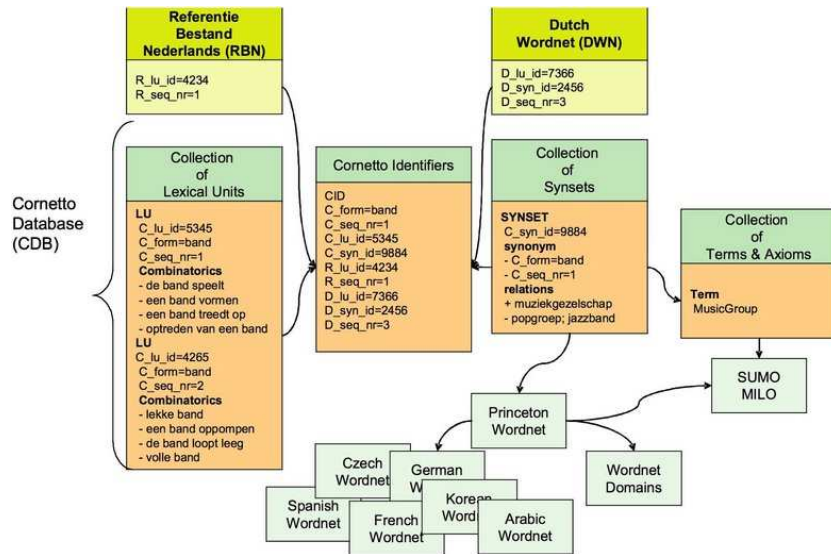 Referentie
Bestand
Nederlands (RBN)
R_lu_id=4234
R_seq_nr=1
Dutch
Wordnet (DWN)
D_lu_id=7366
D_syn_id=2456
D_seq_nr=3
Cornetto
Database
(CDB)
Collection
of
Lexical Units
LU
C_lu_id=5345
C_form=band
C_seq_nr=1
Combinatorics
- de band speelt
- een band vormen
- een band treedt op
- optreden van een band
LU
C_lu_id=4265
C_form=band
C_seq_nr=2
Combinatorics
- lekke band
- een band oppompen
- de band loopt leeg
- volle band
Cornetto Identifiers
CID
C_form=band
C_seq_nr=1
C_lu_id=5345
C_syn_id=9884
R_lu_id=4234
R_seq_nr=1
D_lu_id=7366
D_syn_id=2456
D_seq_nr=3
Collection
of
Synsets
SYNSET
C_syn_id=9884
synonym
- C_form=band
- C_seq_nr=1
relations
+ muziekgezelschap
- popgroep; jazzband
Collection
of
Terms & Axioms
Term
MusicGroup
SUMO
MILO
Princeton
Wordnet
Wordnet
Domains
Czech
Wordnet
German
Spanish
Wordnet
French
Wordnet
Korean
Arabic
Wordnet